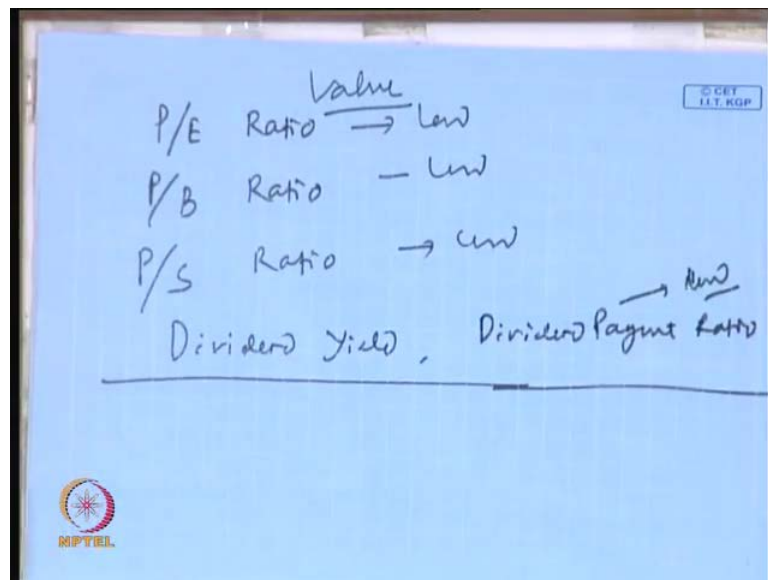 Value
© CET
I.I.T. KGP
P/E Ratio → Low
P/B Ratio - Low
P/S Ratio → Low
Dividend Yield, Dividend Payment Ratio →
NPTEL